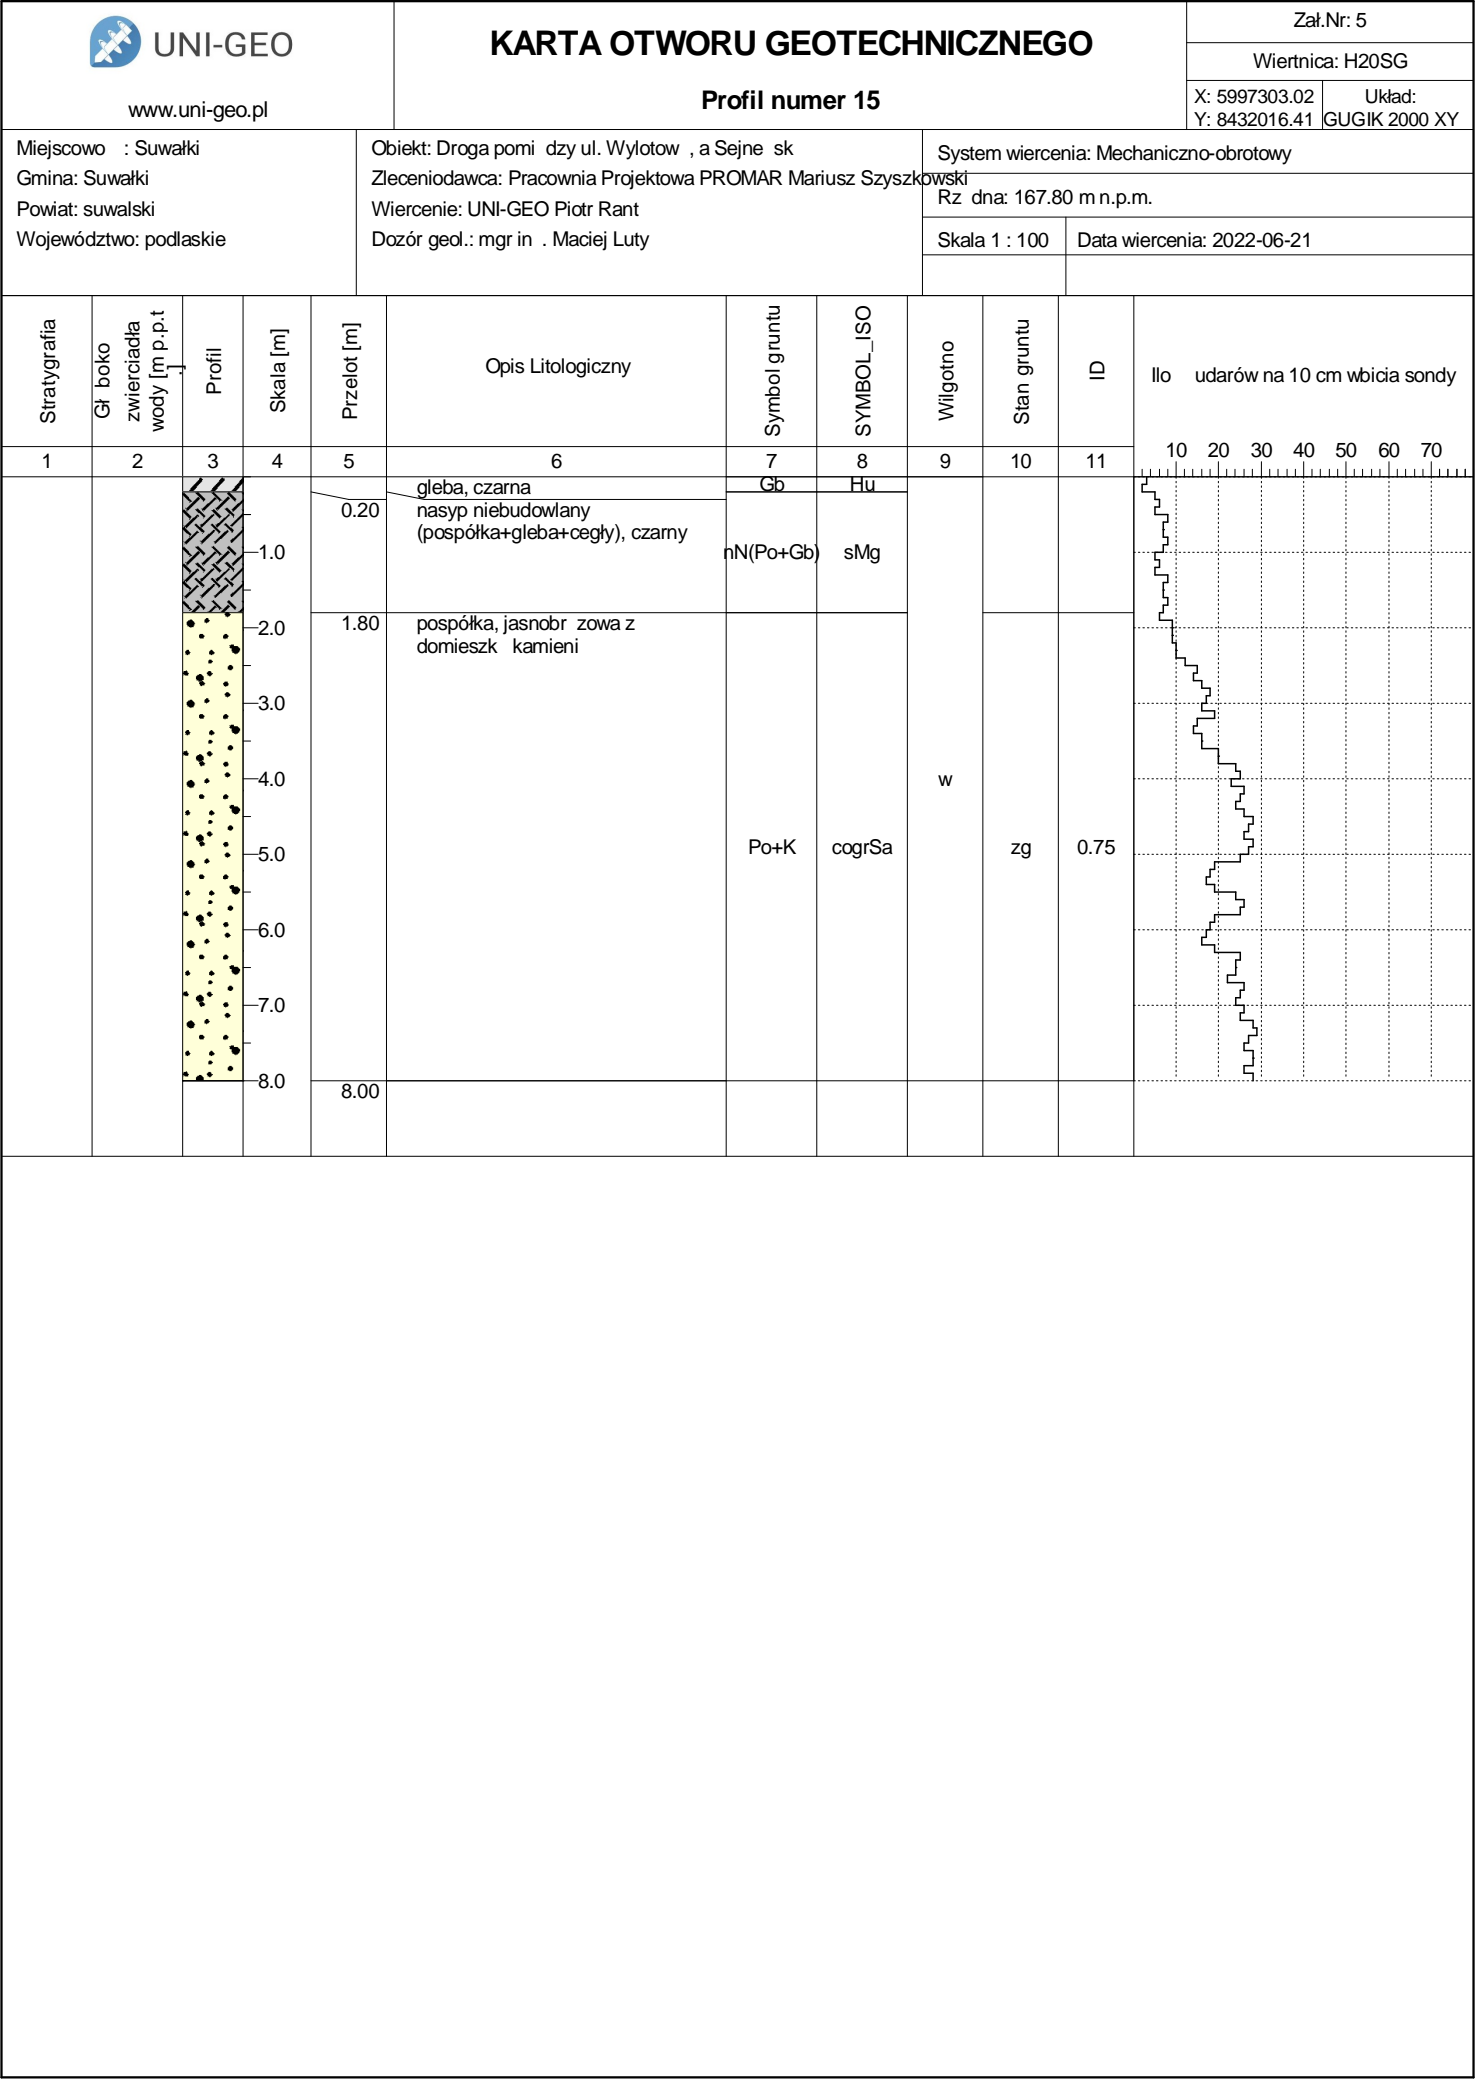 UNI-GEO
www.uni-geo.pl
KARTA OTWORU GEOTECHNICZNEGO
Profil numer 15
Zał.Nr: 5
Wiertnica: H20SG
X: 5997303.02
Y: 8432016.41
Układ:
GUGIK 2000 XY
Miejscowo : Suwałki
Gmina: Suwałki
Powiat: suwalski
Województwo: podlaskie
Obiekt: Droga pomi dzy ul. Wylotow , a Sejne sk
Zleceniodawca: Pracownia Projektowa PROMAR Mariusz Szyszkowski
Wiercenie: UNI-GEO Piotr Rant
Dozór geol.: mgr in . Maciej Luty
System wiercenia: Mechaniczno-obrotowy
Rz dna: 167.80 m n.p.m.
Skala 1 : 100
Data wiercenia: 2022-06-21
Stratygrafia
Gł boko
zwierciadła
wody [m p.p.t
.]
Profil
Skala [m]
Przelot [m]
Opis Litologiczny
Symbol gruntu
SYMBOL_ISO
Wilgotno
Stan gruntu
ID
Ilo udarów na 10 cm wbicia sondy
10 20 30 40 50 60 70
1 2 3 4 5 6 7 8 9 10 11
gleba, czarna
Gb
Hu
0.20
nasyp niebudowlany
(pospółka+gleba+cegły), czarny
1.0
nN(Po+Gb)
sMg
1.80
pospółka, jasnobr zowa z
domieszk kamieni
2.0
3.0
4.0
w
Po+K
cogrSa
zg
0.75
5.0
6.0
7.0
8.0
8.00